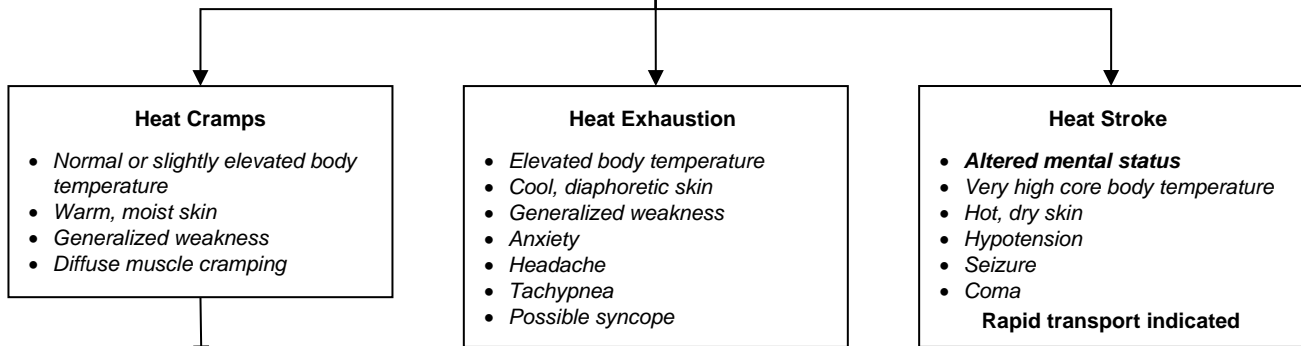 Heat Cramps
• Normal or slightly elevated body
temperature
• Warm, moist skin
• Generalized weakness
• Diffuse muscle cramping
Heat Exhaustion
• Elevated body temperature
• Cool, diaphoretic skin
• Generalized weakness
• Anxiety
• Headache
• Tachypnea
• Possible syncope
Heat Stroke
• Altered mental status
• Very high core body temperature
• Hot, dry skin
• Hypotension
• Seizure
• Coma
Rapid transport indicated